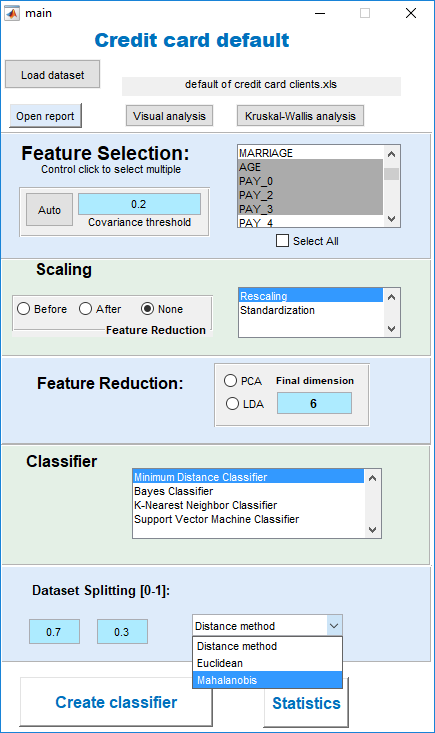 main
Credit card default
Load dataset
default of credit card clients.xls
Open report
Visual analysis
Kruskal-Wallis analysis
Feature Selection:
Control click to select multiple
Auto
0.2
Covariance threshold
MARRIAGE
AGE
PAY_0
PAY_2
PAY_3
PAY_4
Select All
Scaling
Before
After
None
Feature Reduction
Rescaling
Standardization
Feature Reduction:
PCA
Final dimension
LDA
6
Classifier
Minimum Distance Classifier
Bayes Classifier
K-Nearest Neighbor Classifier
Support Vector Machine Classifier
Dataset Splitting [0-1]:
0.7
0.3
Distance method
Distance method
Euclidean
Mahalanobis
Create classifier
Statistics